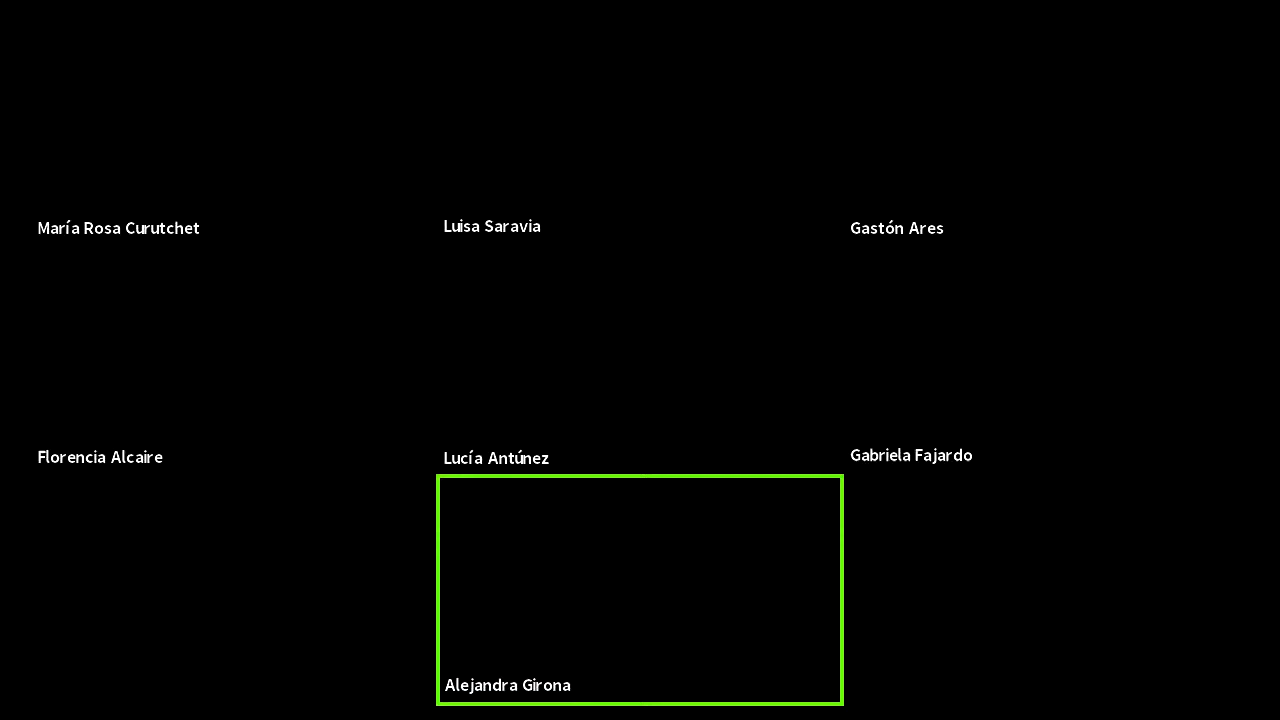 María Rosa Curutchet
Luisa Saravia
Gastón Ares
Florencia Alcaire
Lucía Antúnez
Gabriela Fajardo
Alejandra Girona